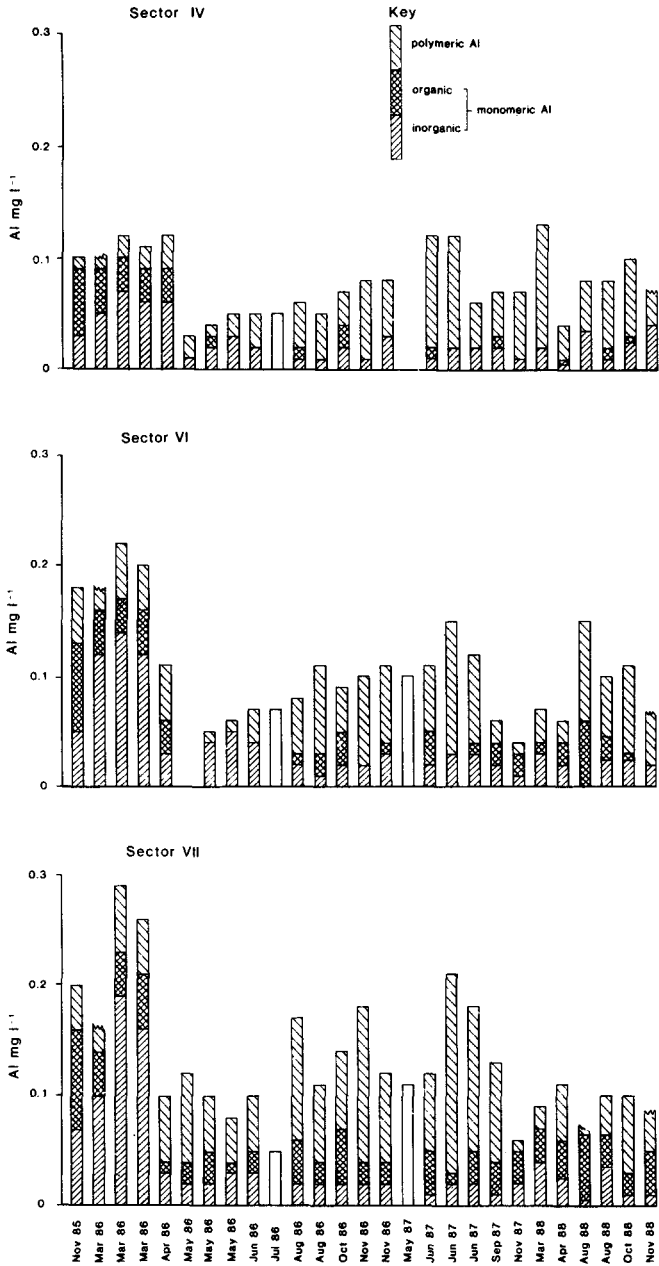 Sector IV
Key
polymeric Al
organic
monomeric Al
inorganic
Al mg l⁻¹
0.3
0.2
0.1
0
Sector VI
Al mg l⁻¹
0.3
0.2
0.1
0
Sector VII
Al mg l⁻¹
0.3
0.2
0.1
0
Nov 85
Mar 86
Mar 86
Mar 86
Apr 86
May 86
May 86
May 86
Jun 86
Jul 86
Aug 86
Aug 86
Oct 86
Nov 86
Nov 86
May 87
Jun 87
Jun 87
Jun 87
Sep 87
Nov 87
Mar 88
Apr 88
Aug 88
Aug 88
Oct 88
Nov 88